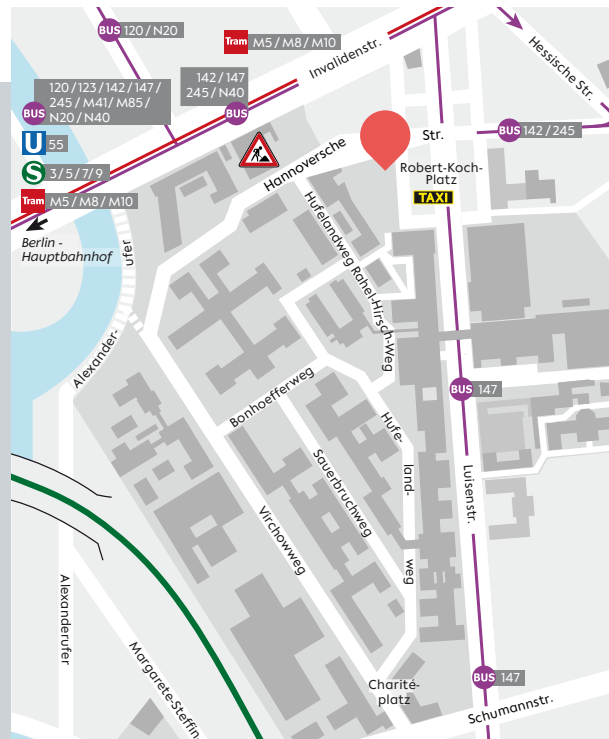 BUS 120 / N20
Tram M5 / M8 / M10
Invalidenstr.
Hessische Str.
120 / 123 / 142 / 147 /
245 / M41 / M85 /
BUS
N20 / N40
142 / 147
245 / N40
BUS
U 55
S 3 / 5 / 7 / 9
Tram M5 / M8 / M10
Berlin -
Hauptbahnhof
Hannoversche
Str.
BUS 142 / 245
Robert-Koch-
Platz
TAXI
Hufelandweg
Rahel-Hirsch-Weg
Alexander-
ufer
Bonhoefferweg
BUS 147
Hufe-
land-
weg
Sauerbruchweg
Virchowweg
Luisenstr.
Alexanderufer
Margarete-Steffin.
Charité-
platz
BUS 147
Schumannstr.